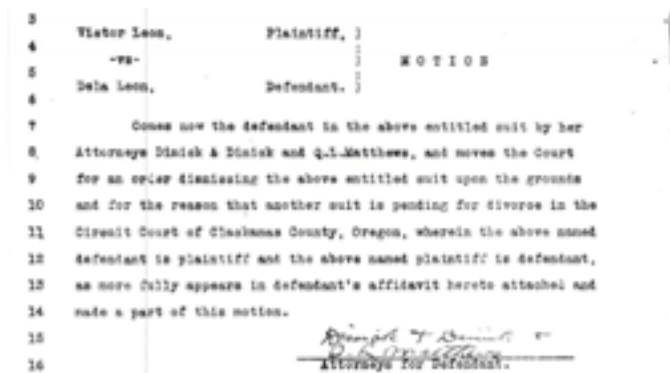 3
Victor Leon, Plaintiff, )
4 )
-vs- ) M O T I O N
5 )
Dela Leon, Defendant. )
6
7 Comes now the defendant in the above entitled suit by her
8 Attorneys Dimick & Dimick and Q.L.Matthews, and moves the Court
9 for an order dismissing the above entitled suit upon the grounds
10 and for the reason that another suit is pending for divorce in the
11 Circuit Court of Clackamas County, Oregon, wherein the above named
12 defendant is plaintiff and the above named plaintiff is defendant,
13 as more fully appears in defendant's affidavit hereto attached and
14 made a part of this motion.
15 Dimick & Dimick
Matthews
16 Attorneys for Defendant.